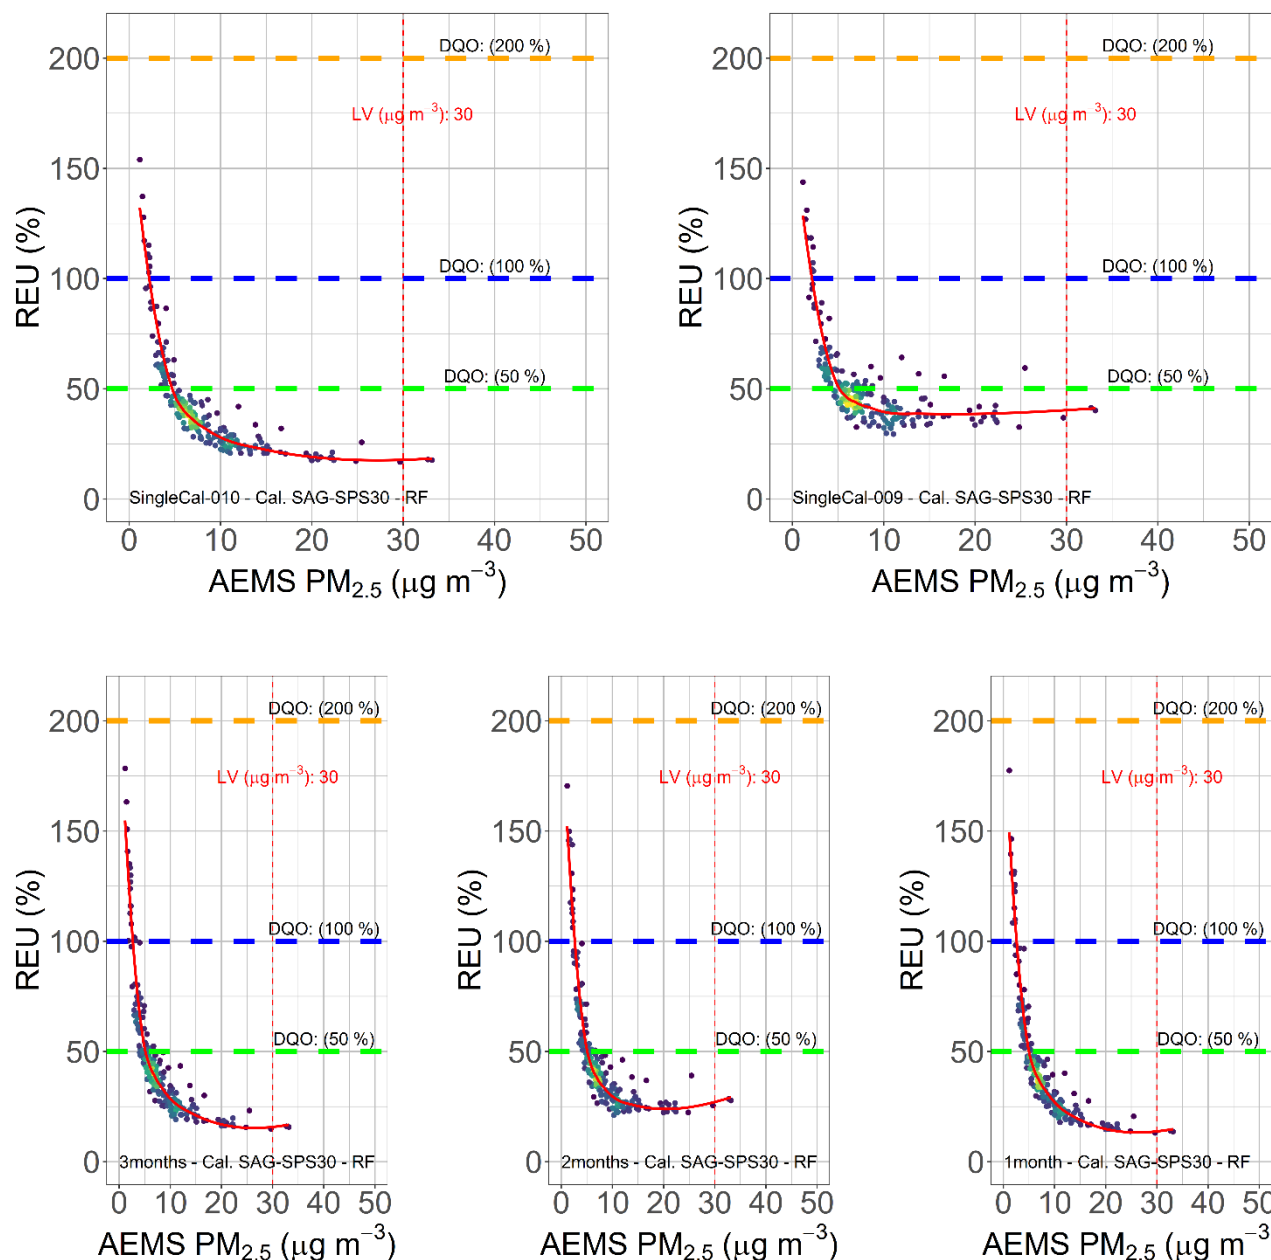 DQO: (200 %)
LV (μg m⁻³): 30
DQO: (100 %)
DQO: (50 %)
SingleCal-010 - Cal. SAG-SPS30 - RF
200
150
100
50
0
REU (%)
0 10 20 30 40 50
AEMS PM₂.₅ (μg m⁻³)
DQO: (200 %)
LV (μg m⁻³): 30
DQO: (100 %)
DQO: (50 %)
SingleCal-009 - Cal. SAG-SPS30 - RF
200
150
100
50
0
REU (%)
0 10 20 30 40 50
AEMS PM₂.₅ (μg m⁻³)
DQO: (200 %)
LV (μg m⁻³): 30
DQO: (100 %)
DQO: (50 %)
3months - Cal. SAG-SPS30 - RF
200
150
100
50
0
REU (%)
0 10 20 30 40 50
AEMS PM₂.₅ (μg m⁻³)
DQO: (200 %)
LV (μg m⁻³): 30
DQO: (100 %)
DQO: (50 %)
2months - Cal. SAG-SPS30 - RF
200
150
100
50
0
REU (%)
0 10 20 30 40 50
AEMS PM₂.₅ (μg m⁻³)
DQO: (200 %)
LV (μg m⁻³): 30
DQO: (100 %)
DQO: (50 %)
1month - Cal. SAG-SPS30 - RF
200
150
100
50
0
REU (%)
0 10 20 30 40 50
AEMS PM₂.₅ (μg m⁻³)